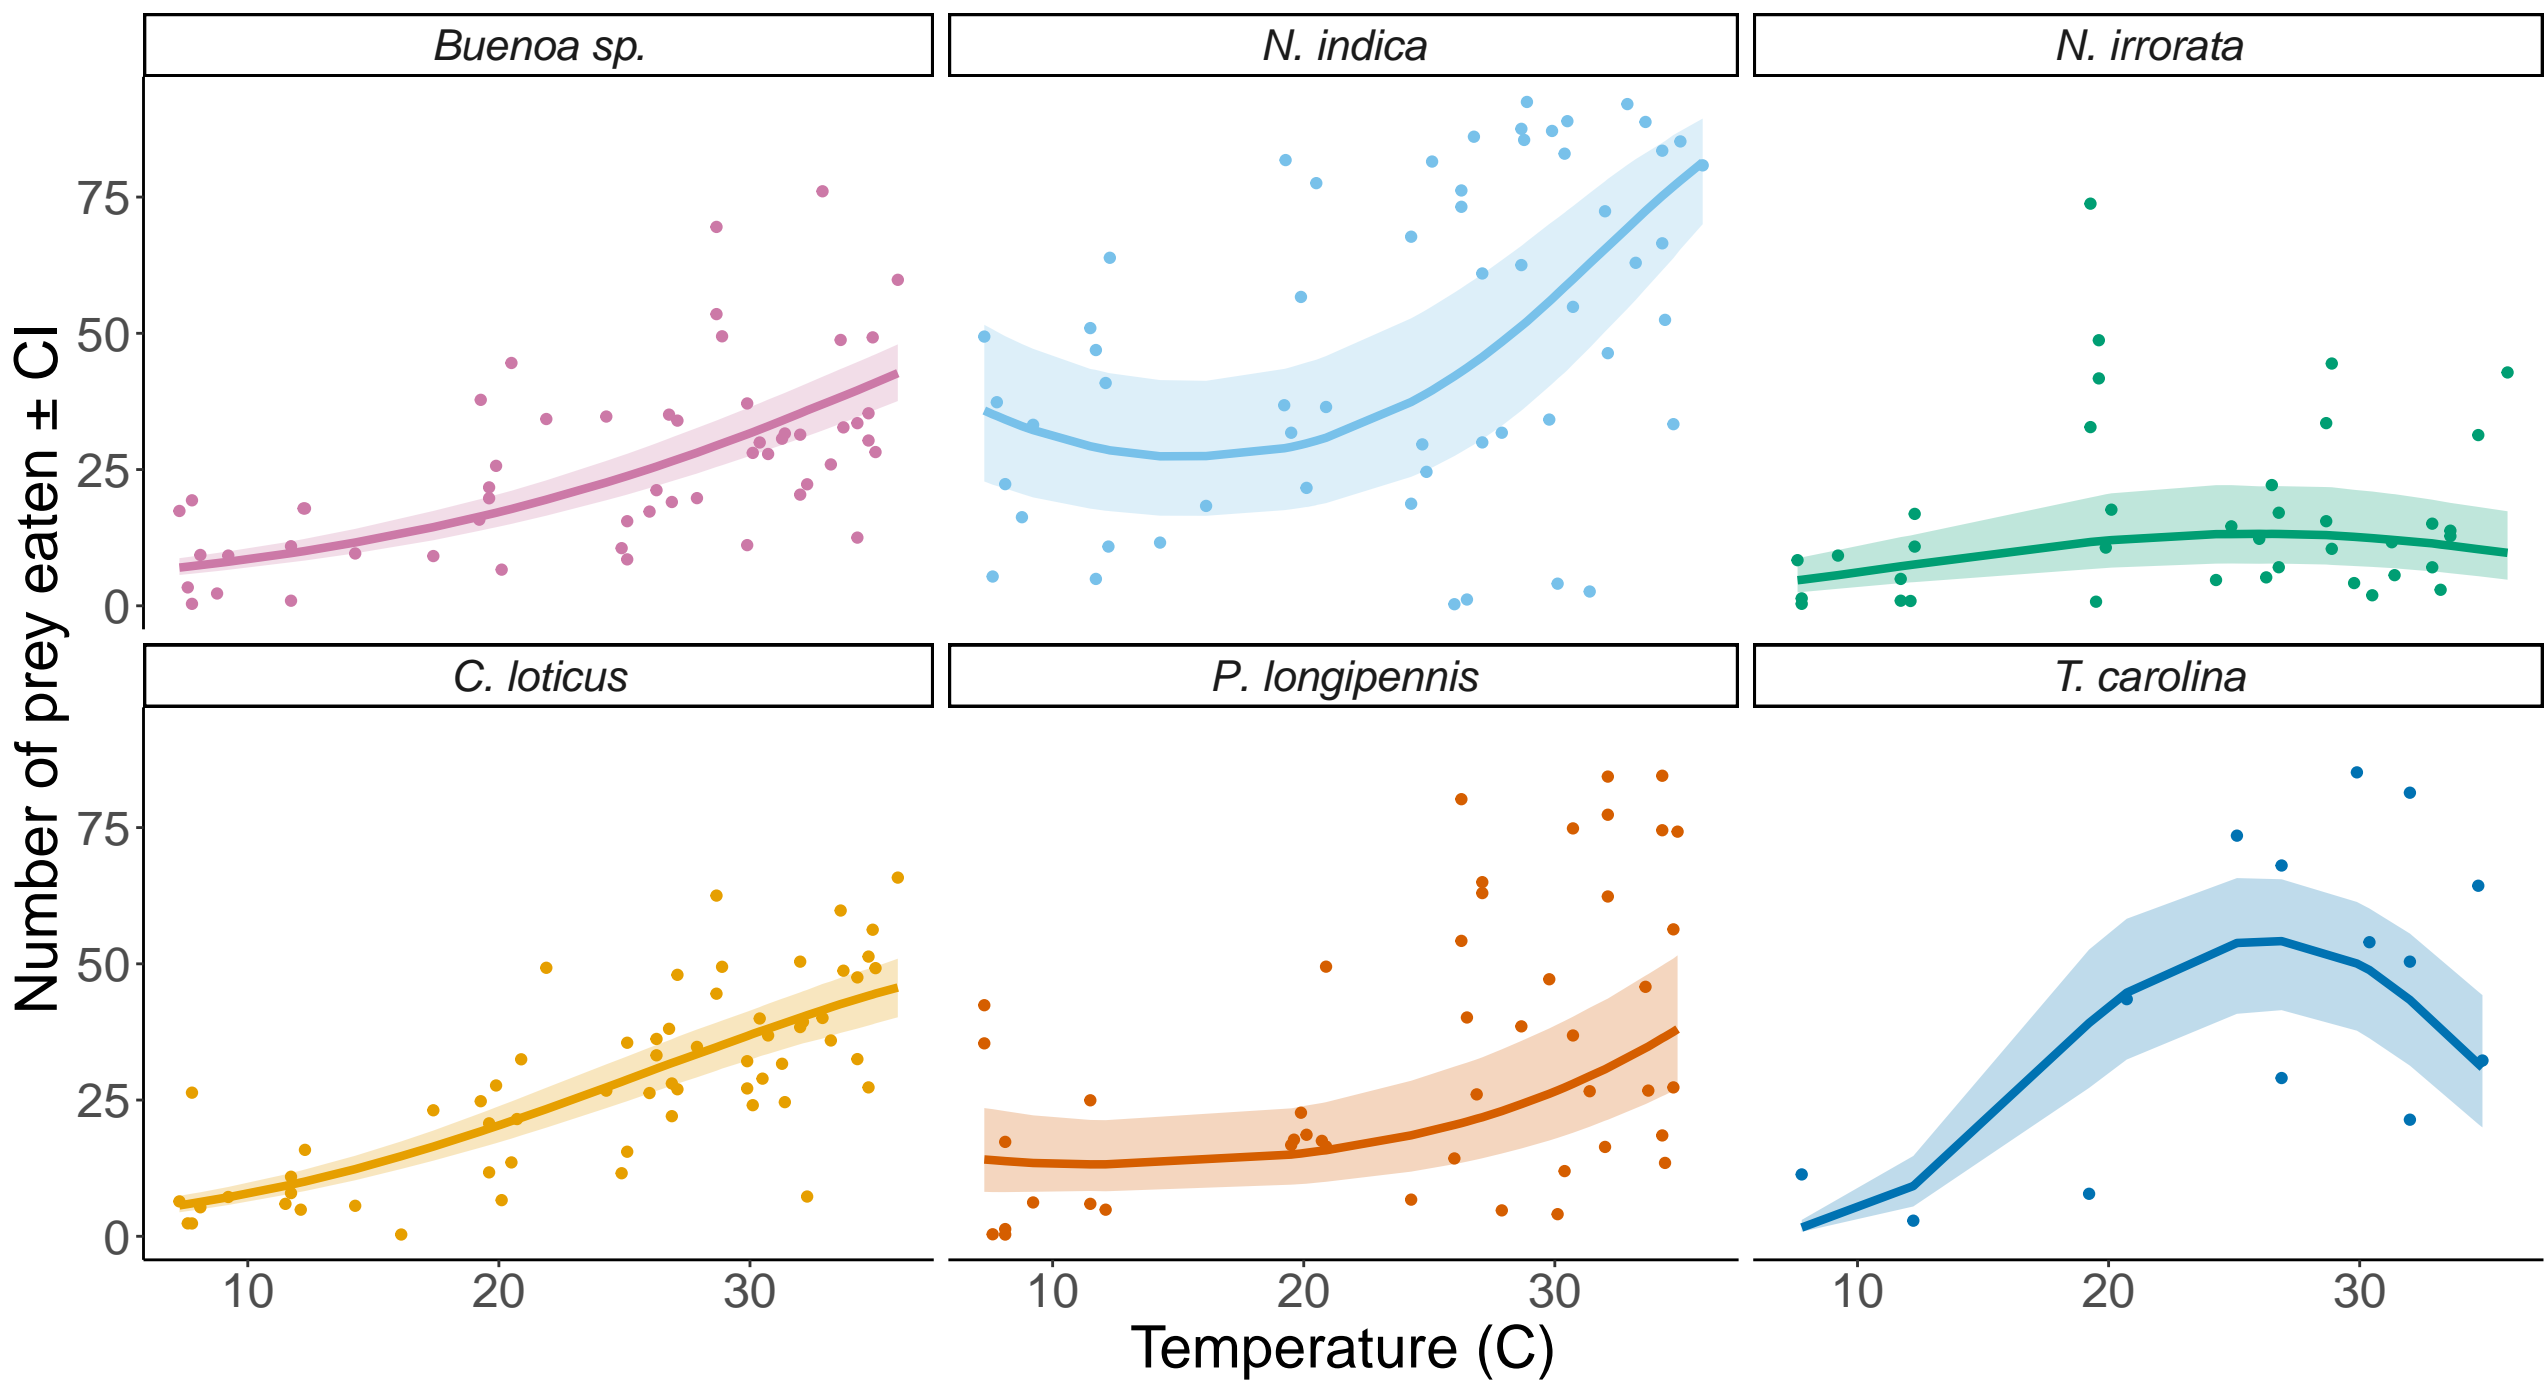 Buenoa sp.
N. indica
N. irrorata
75
50
25
0
Number of prey eaten ± CI
C. loticus
P. longipennis
T. carolina
75
50
25
0
10 20 30
10 20 30
10 20 30
Temperature (C)